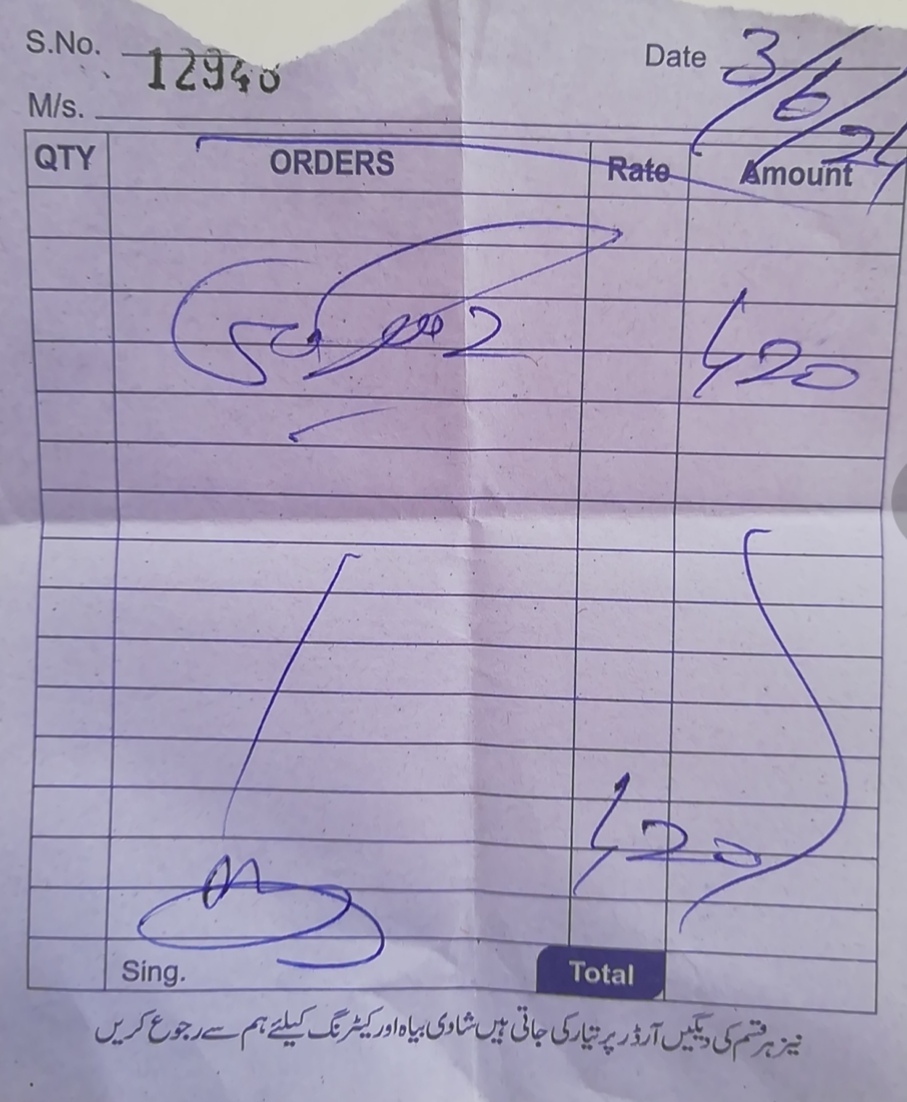 S.No. 12940
Date 3/6/24
M/s.
QTY ORDERS Rate Amount
2 420
420
Sing. Total
نیز ہر قسم کی دیگیں آرڈر پر تیار کی جاتی ہیں شادی بیاہ اور کیٹرنگ کیلئے ہم سے رجوع کریں